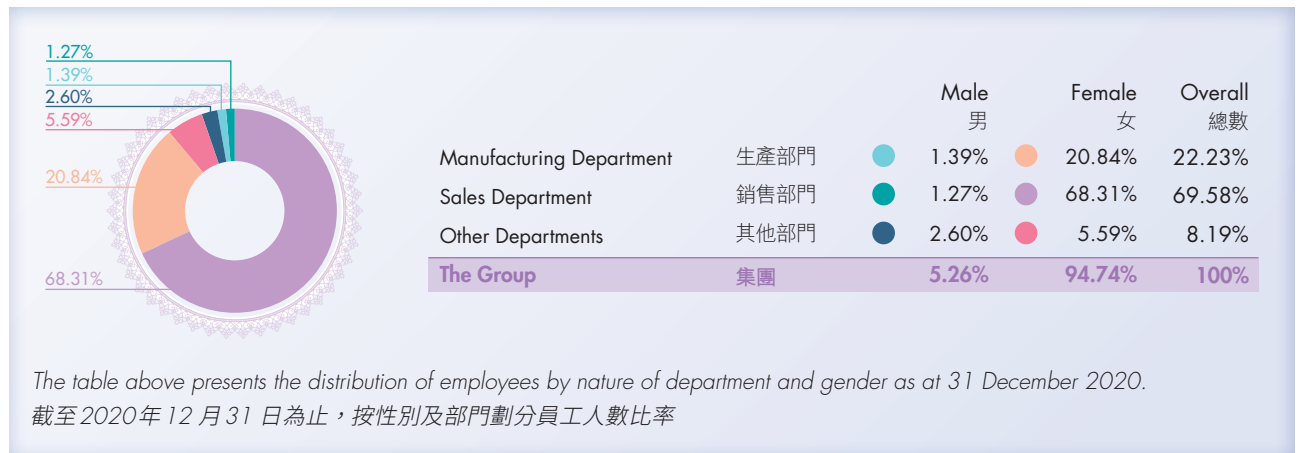 1.27%
1.39%
2.60%
5.59%
20.84%
68.31%
Male Female Overall
男 女 總數
Manufacturing Department 生產部門 1.39% 20.84% 22.23%
Sales Department 銷售部門 1.27% 68.31% 69.58%
Other Departments 其他部門 2.60% 5.59% 8.19%
The Group 集團 5.26% 94.74% 100%
The table above presents the distribution of employees by nature of department and gender as at 31 December 2020.
截至2020年12月31日為止，按性別及部門劃分員工人數比率